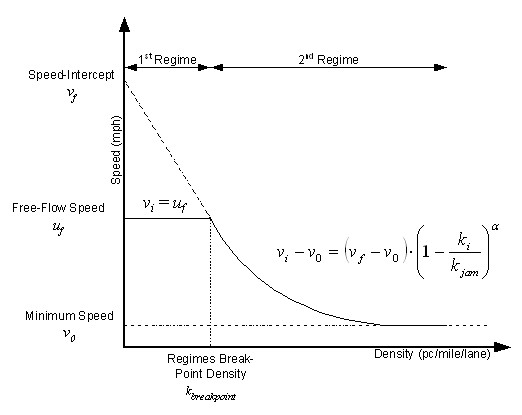 1st Regime
2nd Regime
Speed-Intercept
vf
Speed (mph)
Free-Flow Speed
uf
vi = uf
vi − v0 = (vf − v0)·(1 − ki/kjam)^α
Minimum Speed
v0
Regimes Break-
Point Density
kbreakpoint
Density (pc/mile/lane)